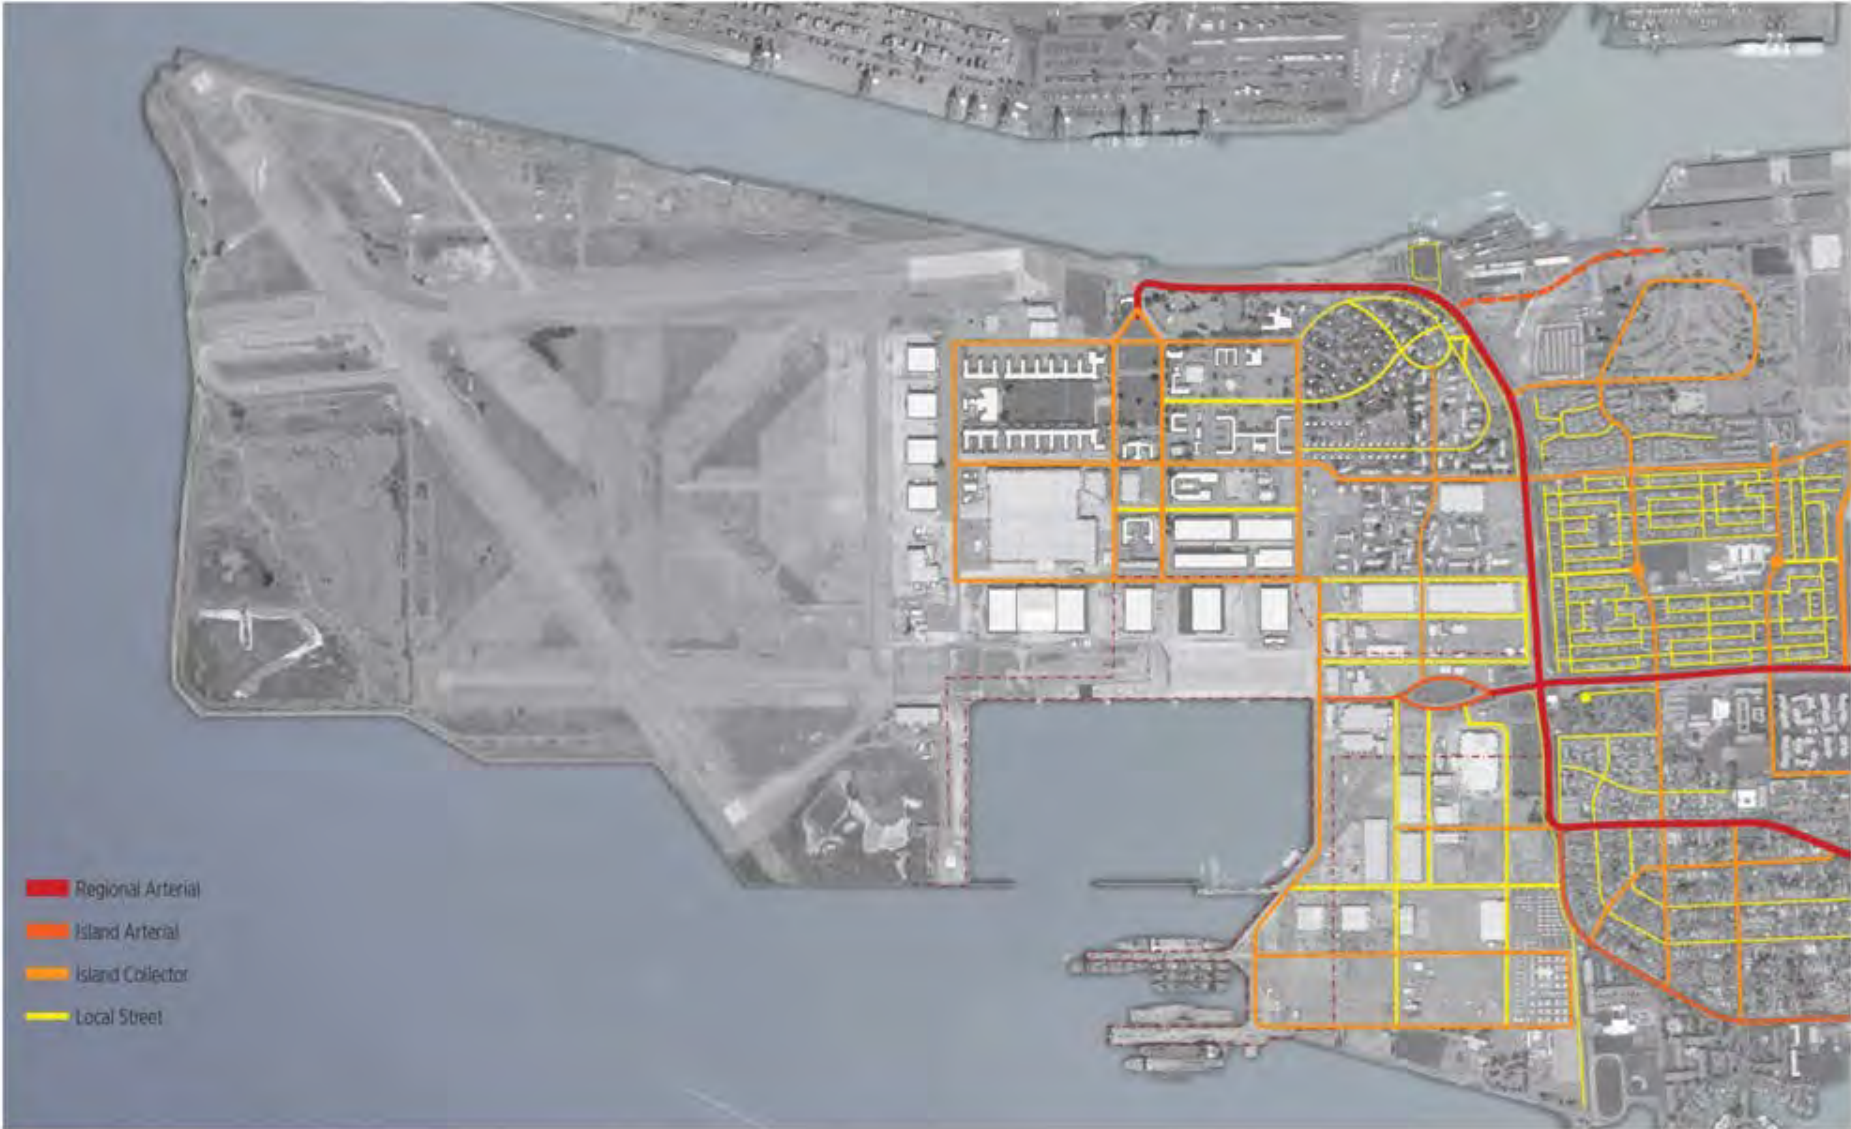 Regional Arterial
Island Arterial
Island Collector
Local Street